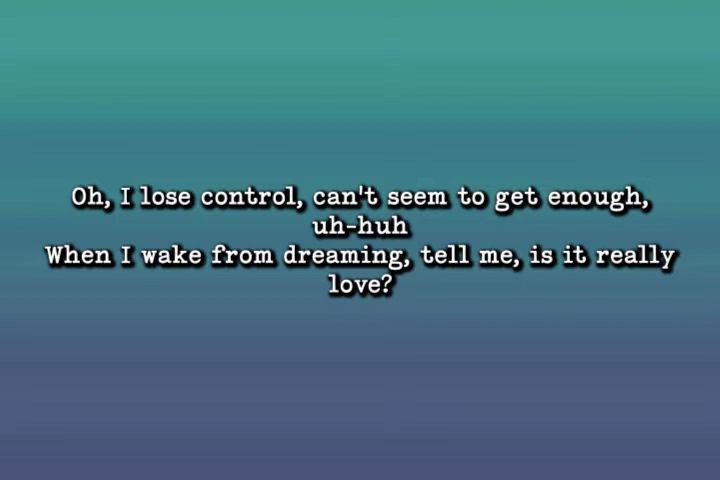 Oh, I lose control, can't seem to get enough,
uh-huh
When I wake from dreaming, tell me, is it really
love?